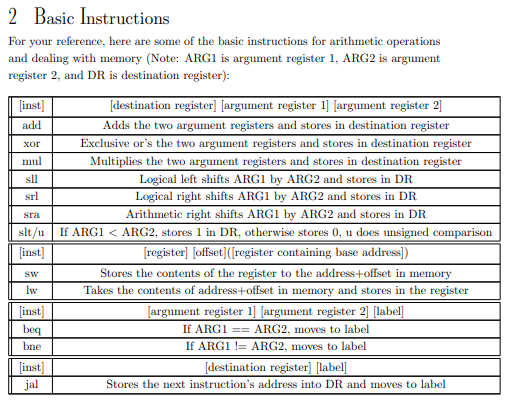 2 Basic Instructions
For your reference, here are some of the basic instructions for arithmetic operations
and dealing with memory (Note: ARG1 is argument register 1, ARG2 is argument
register 2, and DR is destination register):
[inst] [destination register] [argument register 1] [argument register 2]
add Adds the two argument registers and stores in destination register
xor Exclusive or's the two argument registers and stores in destination register
mul Multiplies the two argument registers and stores in destination register
sll Logical left shifts ARG1 by ARG2 and stores in DR
srl Logical right shifts ARG1 by ARG2 and stores in DR
sra Arithmetic right shifts ARG1 by ARG2 and stores in DR
slt/u If ARG1 < ARG2, stores 1 in DR, otherwise stores 0, u does unsigned comparison
[inst] [register] [offset]([register containing base address])
sw Stores the contents of the register to the address+offset in memory
lw Takes the contents of address+offset in memory and stores in the register
[inst] [argument register 1] [argument register 2] [label]
beq If ARG1 == ARG2, moves to label
bne If ARG1 != ARG2, moves to label
[inst] [destination register] [label]
jal Stores the next instruction's address into DR and moves to label